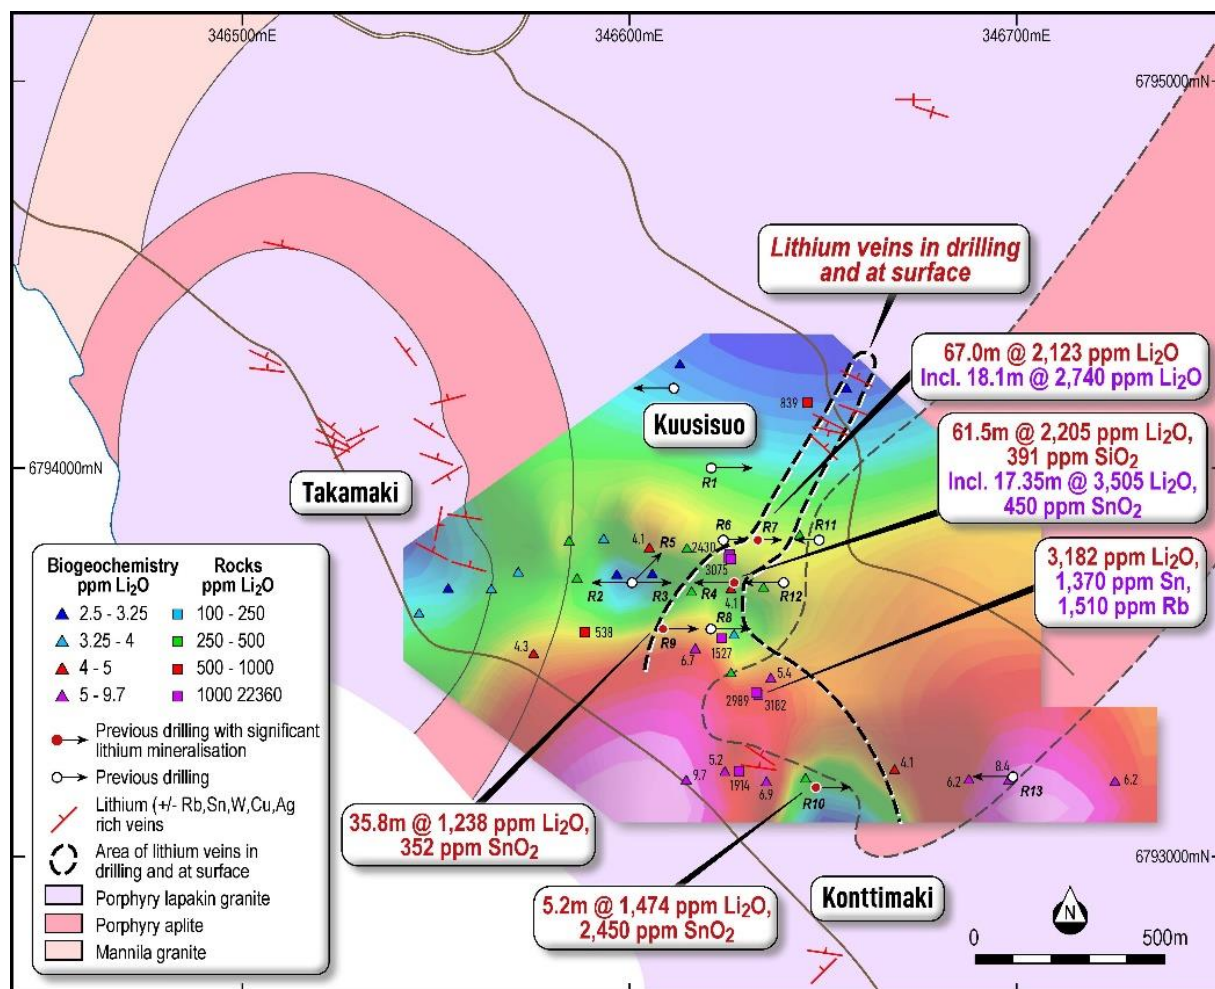 346500mE
346600mE
346700mE
6795000mN
Lithium veins in drilling
and at surface
67.0m @ 2,123 ppm Li₂O
Incl. 18.1m @ 2,740 ppm Li₂O
839
Kuusisuo
61.5m @ 2,205 ppm Li₂O,
391 ppm SiO₂
Incl. 17.35m @ 3,505 Li₂O,
450 ppm SnO₂
6794000mN
R1
Takamaki
R6
R7
R11
4.1
R5
2430
3075
3,182 ppm Li₂O,
1,370 ppm Sn,
1,510 ppm Rb
R2
R3
R4
4.1
R12
538
R9
R8
1527
4.3
6.7
5.4
2989
3182
9.7
5.2
1914
6.9
R10
4.1
6.2
8.4
R13
6.2
Biogeochemistry
ppm Li₂O
Rocks
ppm Li₂O
2.5 - 3.25
100 - 250
3.25 - 4
250 - 500
4 - 5
500 - 1000
5 - 9.7
1000 22360
Previous drilling with significant
lithium mineralisation
Previous drilling
Lithium (+/- Rb,Sn,W,Cu,Ag
rich veins
Area of lithium veins in
drilling and at surface
Porphyry lapakin granite
Porphyry aplite
Mannila granite
35.8m @ 1,238 ppm Li₂O,
352 ppm SnO₂
5.2m @ 1,474 ppm Li₂O,
2,450 ppm SnO₂
Konttimaki
6793000mN
N
0
500m